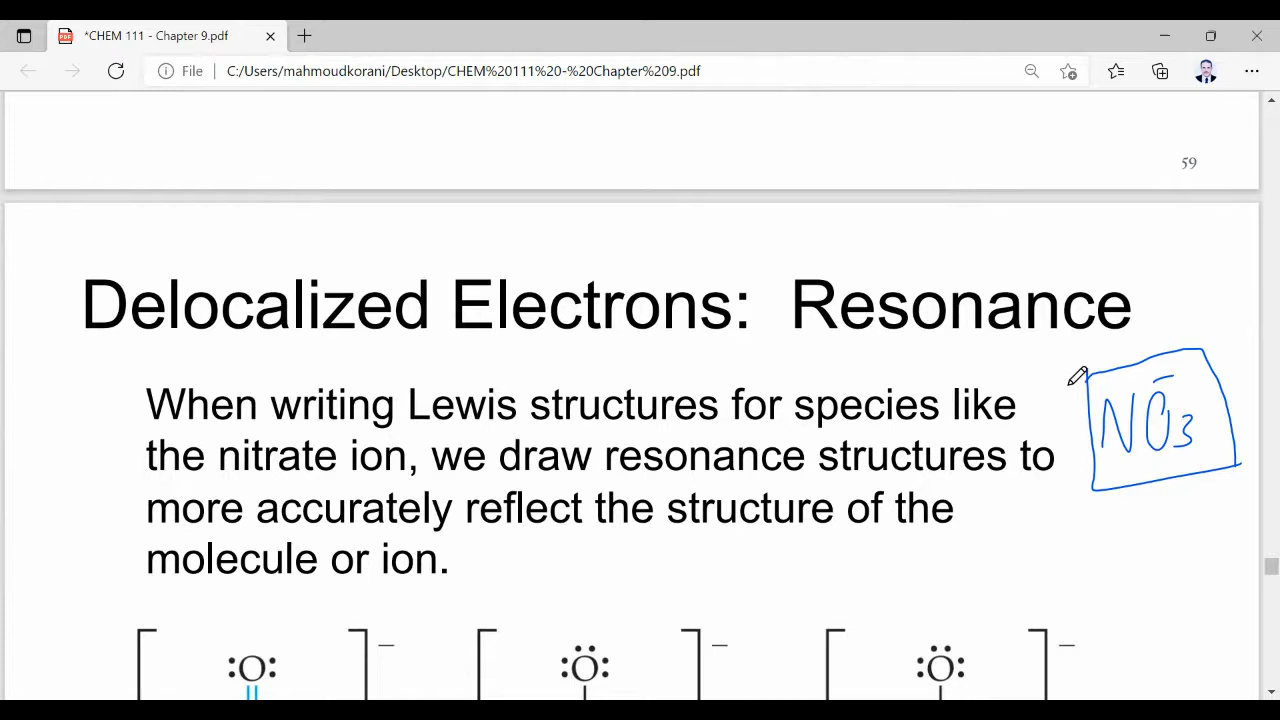 *CHEM 111 - Chapter 9.pdf
File C:/Users/mahmoudkorani/Desktop/CHEM%20111%20-%20Chapter%209.pdf
59
Delocalized Electrons: Resonance
When writing Lewis structures for species like
the nitrate ion, we draw resonance structures to
more accurately reflect the structure of the
molecule or ion.
NO₃⁻
:O: − :Ö: − :Ö: −